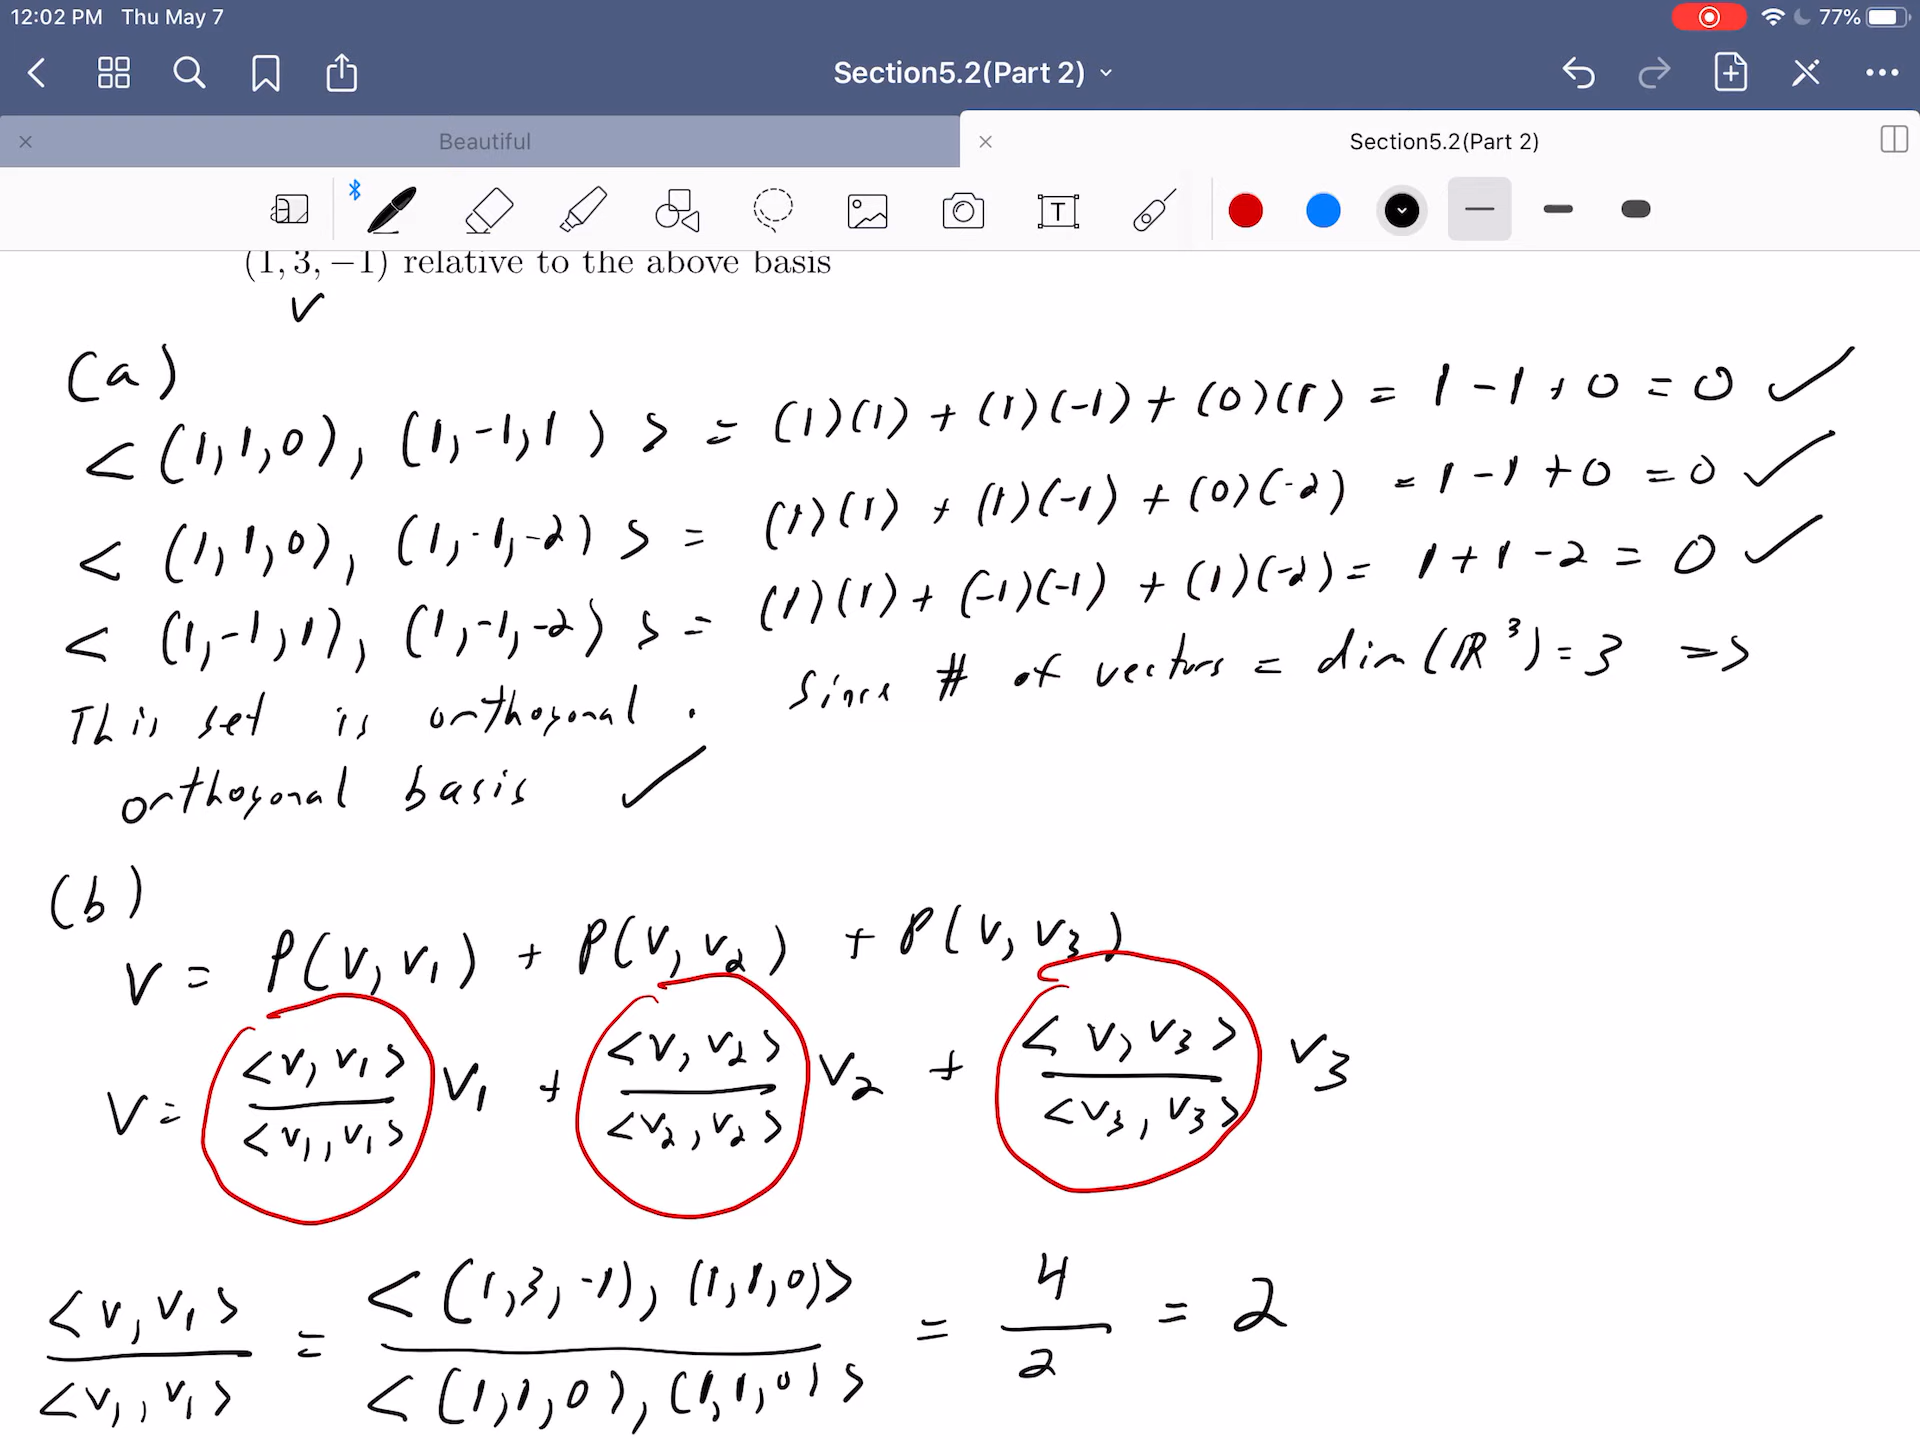 12:02 PM Thu May 7 77%
Section5.2(Part 2)
Beautiful
Section5.2(Part 2)
(1, 3, −1) relative to the above basis
v
(a)
<(1,1,0), (1,-1,1)> = (1)(1) + (1)(-1) + (0)(1) = 1 - 1 + 0 = 0 ✓
<(1,1,0), (1,-1,-2)> = (1)(1) + (1)(-1) + (0)(-2) = 1 - 1 + 0 = 0 ✓
<(1,-1,1), (1,-1,-2)> = (1)(1) + (-1)(-1) + (1)(-2) = 1 + 1 - 2 = 0 ✓
This set is orthogonal. Since # of vectors = dim(ℝ³) = 3 =>
orthogonal basis ✓
(b)
v = P(v, v₁) + P(v, v₂) + P(v, v₃)
v = <v, v₁>/<v₁, v₁> v₁ + <v, v₂>/<v₂, v₂> v₂ + <v, v₃>/<v₃, v₃> v₃
<v, v₁>/<v₁, v₁> = <(1,3,-1), (1,1,0)>/<(1,1,0), (1,1,0)> = 4/2 = 2